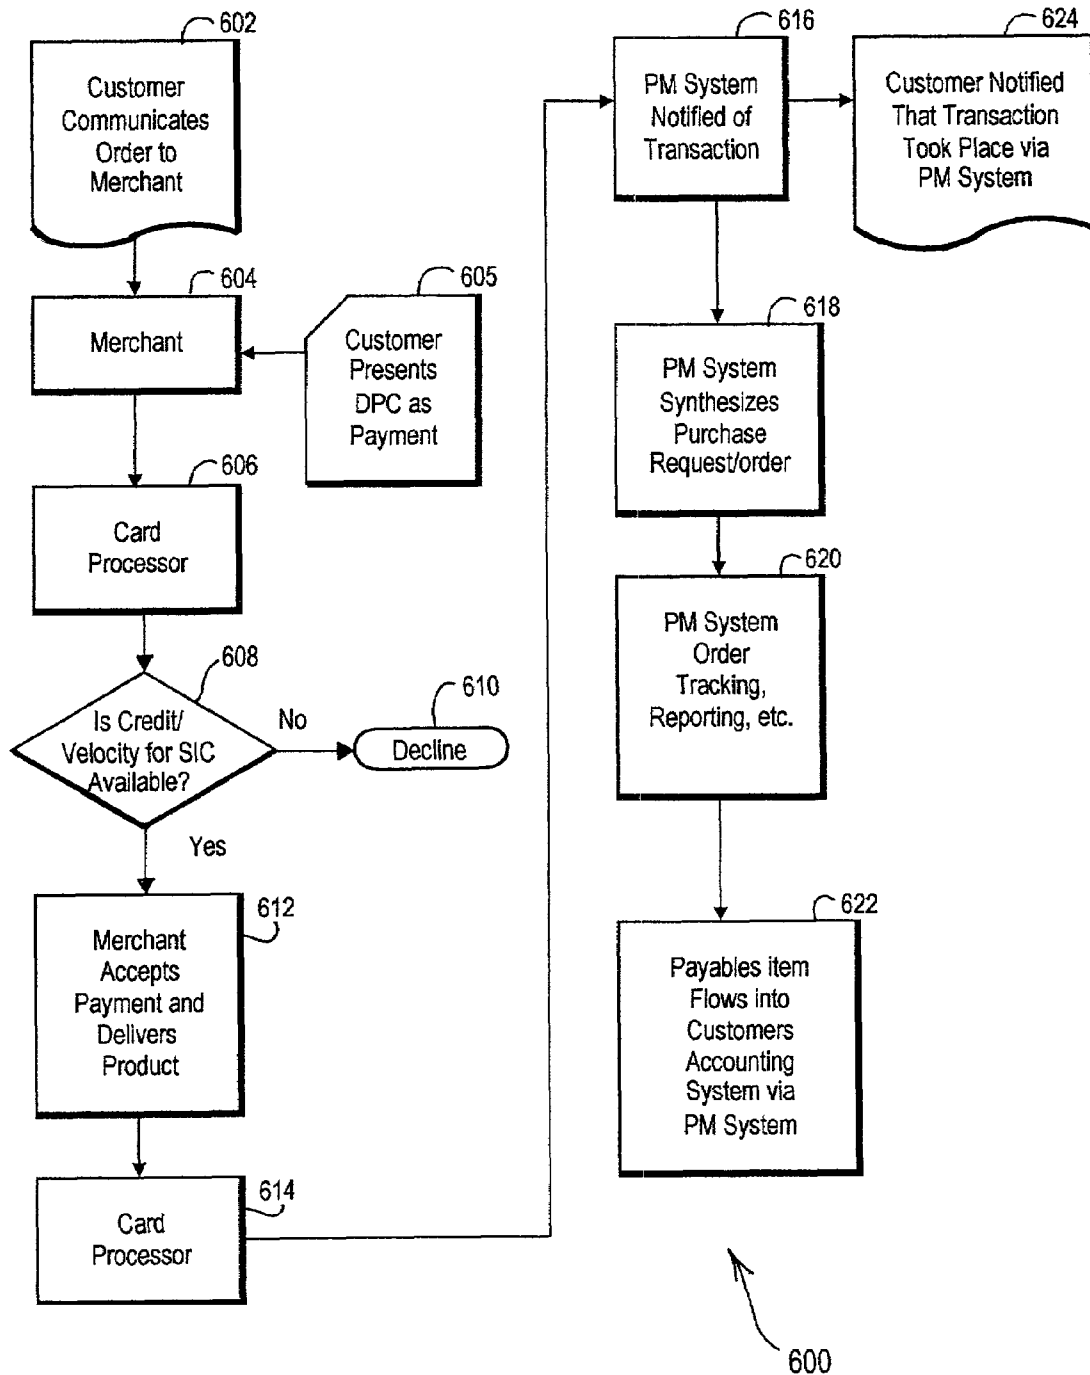 602
Customer
Communicates
Order to
Merchant
604
Merchant
605
Customer
Presents
DPC as
Payment
606
Card
Processor
608
Is Credit/
Velocity for SIC
Available?
No
610
Decline
Yes
612
Merchant
Accepts
Payment and
Delivers
Product
614
Card
Processor
616
PM System
Notified of
Transaction
624
Customer Notified
That Transaction
Took Place via
PM System
618
PM System
Synthesizes
Purchase
Request/order
620
PM System
Order
Tracking,
Reporting, etc.
622
Payables item
Flows into
Customers
Accounting
System via
PM System
600